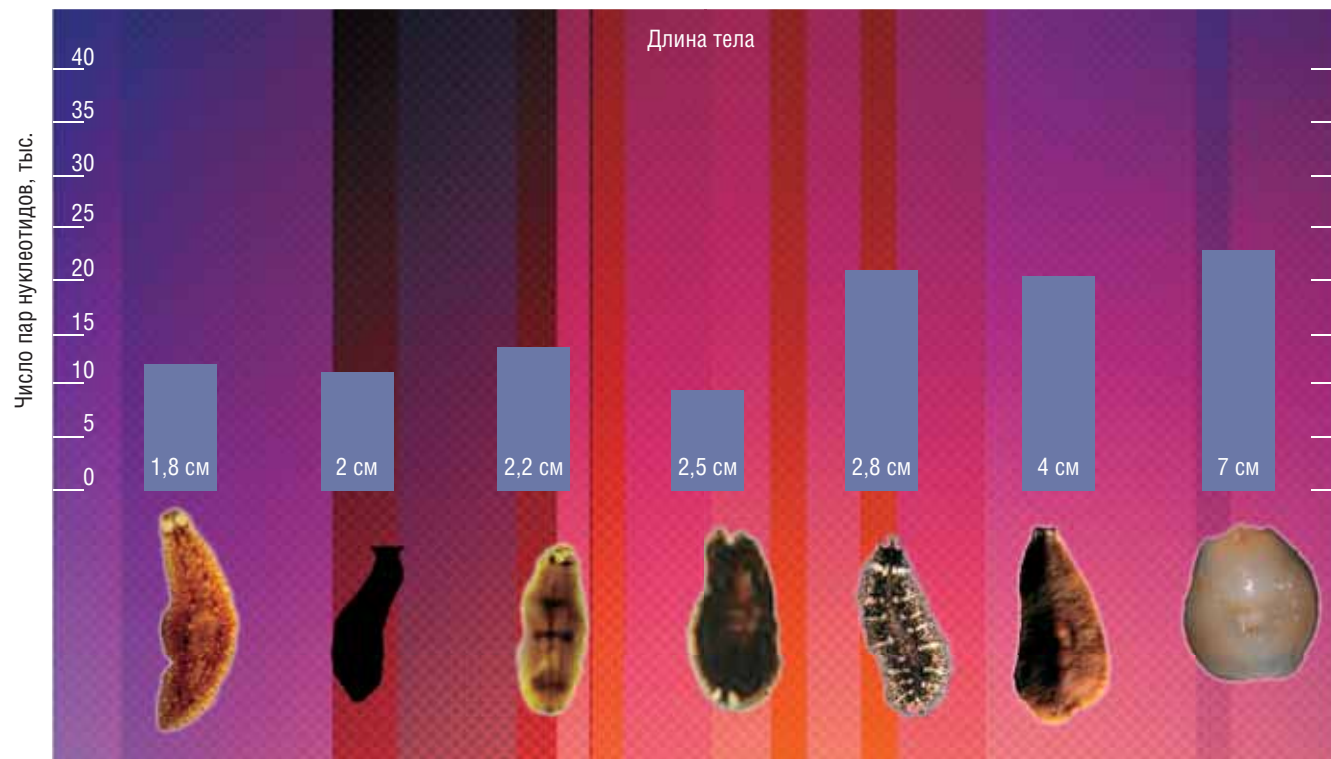 Длина тела
Число пар нуклеотидов, тыс.
40
35
30
25
20
15
10
5
0
1,8 см
2 см
2,2 см
2,5 см
2,8 см
4 см
7 см